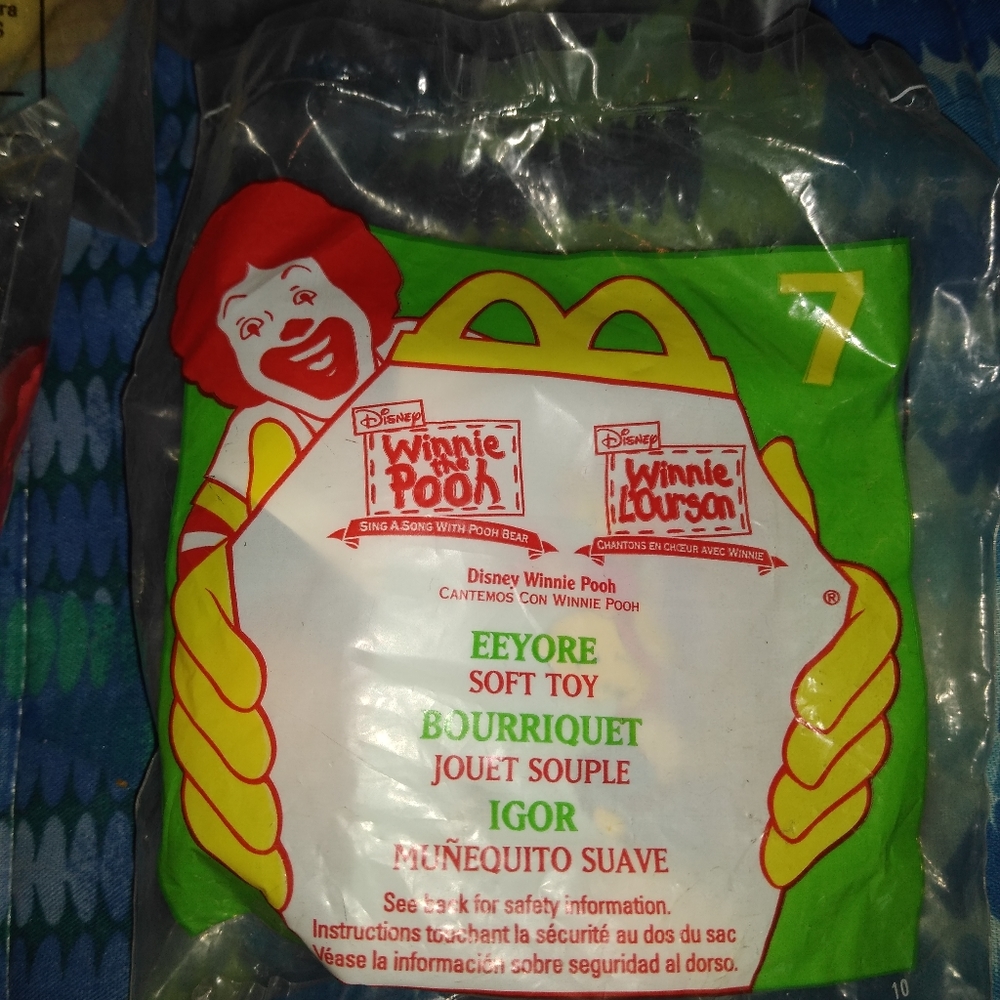 7
Disney
Winnie
the
Pooh
SING A SONG WITH POOH BEAR
Disney
Winnie
L'Ourson
CHANTONS EN CHŒUR AVEC WINNIE
Disney Winnie Pooh
CANTEMOS CON WINNIE POOH
®
EEYORE
SOFT TOY
BOURRIQUET
JOUET SOUPLE
IGOR
MUÑEQUITO SUAVE
See back for safety information.
Instructions touchant la sécurité au dos du sac
Véase la información sobre seguridad al dorso.
10